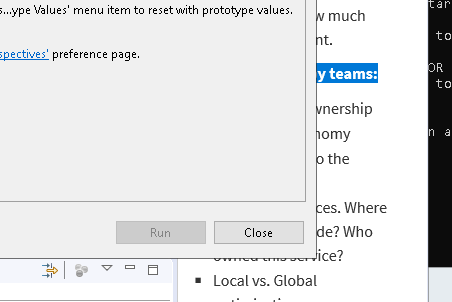 s...ype Values' menu item to reset with prototype values.
spectives' preference page.
Run
Close
w much
nt.
y teams:
wnership
nomy
o the
ces. Where
de? Who
owned this service?
Local vs. Global
tar
to
OR
to
n a